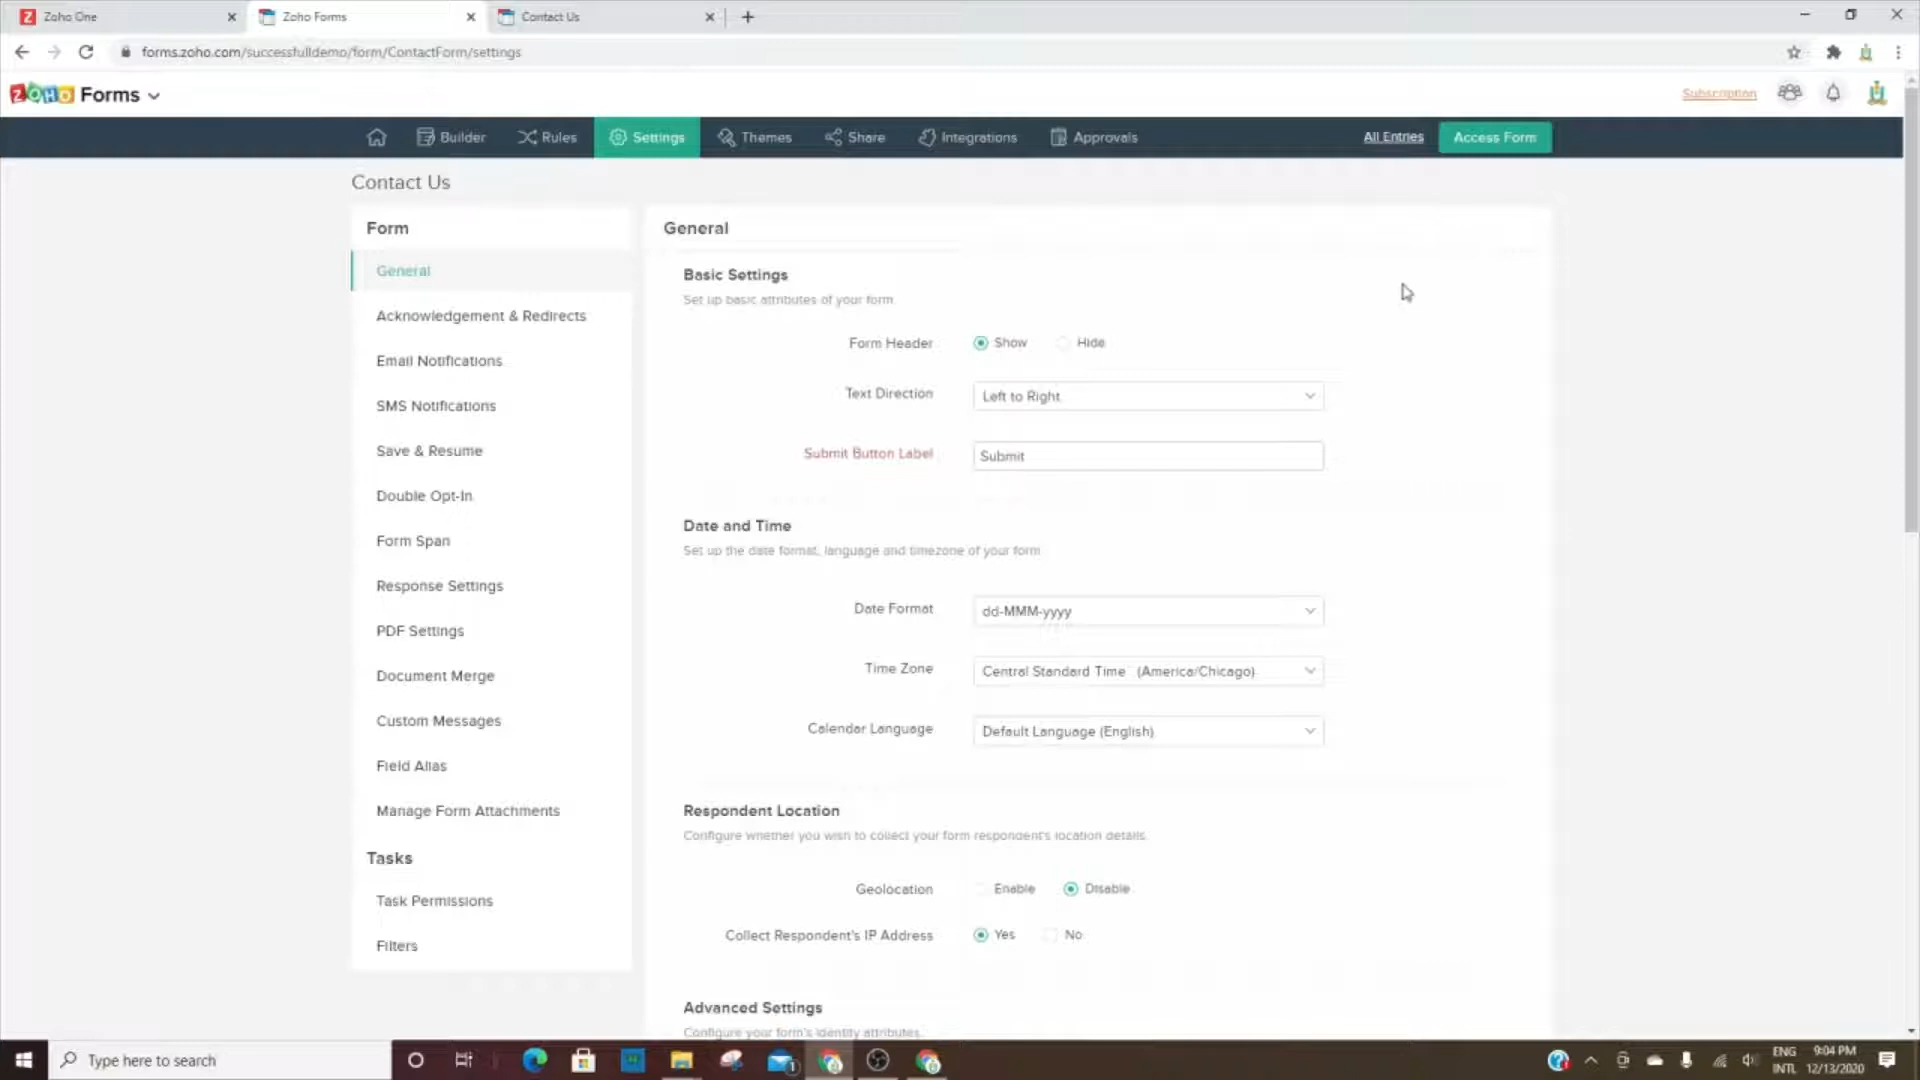 Zoho One
Zoho Forms
Contact Us
forms.zoho.com/successfulldemo/form/ContactForm/settings
ZOHO Forms
Subscription
Builder
Rules
Settings
Themes
Share
Integrations
Approvals
All Entries
Access Form
Contact Us
Form
General
Acknowledgement & Redirects
Email Notifications
SMS Notifications
Save & Resume
Double Opt-In
Form Span
Response Settings
PDF Settings
Document Merge
Custom Messages
Field Alias
Manage Form Attachments
Tasks
Task Permissions
Filters
General
Basic Settings
Set up basic attributes of your form
Form Header Show Hide
Text Direction Left to Right
Submit Button Label Submit
Date and Time
Set up the date format, language and timezone of your form
Date Format dd-MMM-yyyy
Time Zone Central Standard Time (America/Chicago)
Calendar Language Default Language (English)
Respondent Location
Configure whether you wish to collect your form respondent's location details.
Geolocation Enable Disable
Collect Respondent's IP Address Yes No
Advanced Settings
Configure your form's identity attributes.
Type here to search
1
ENG
INTL
9:04 PM
12/13/2020